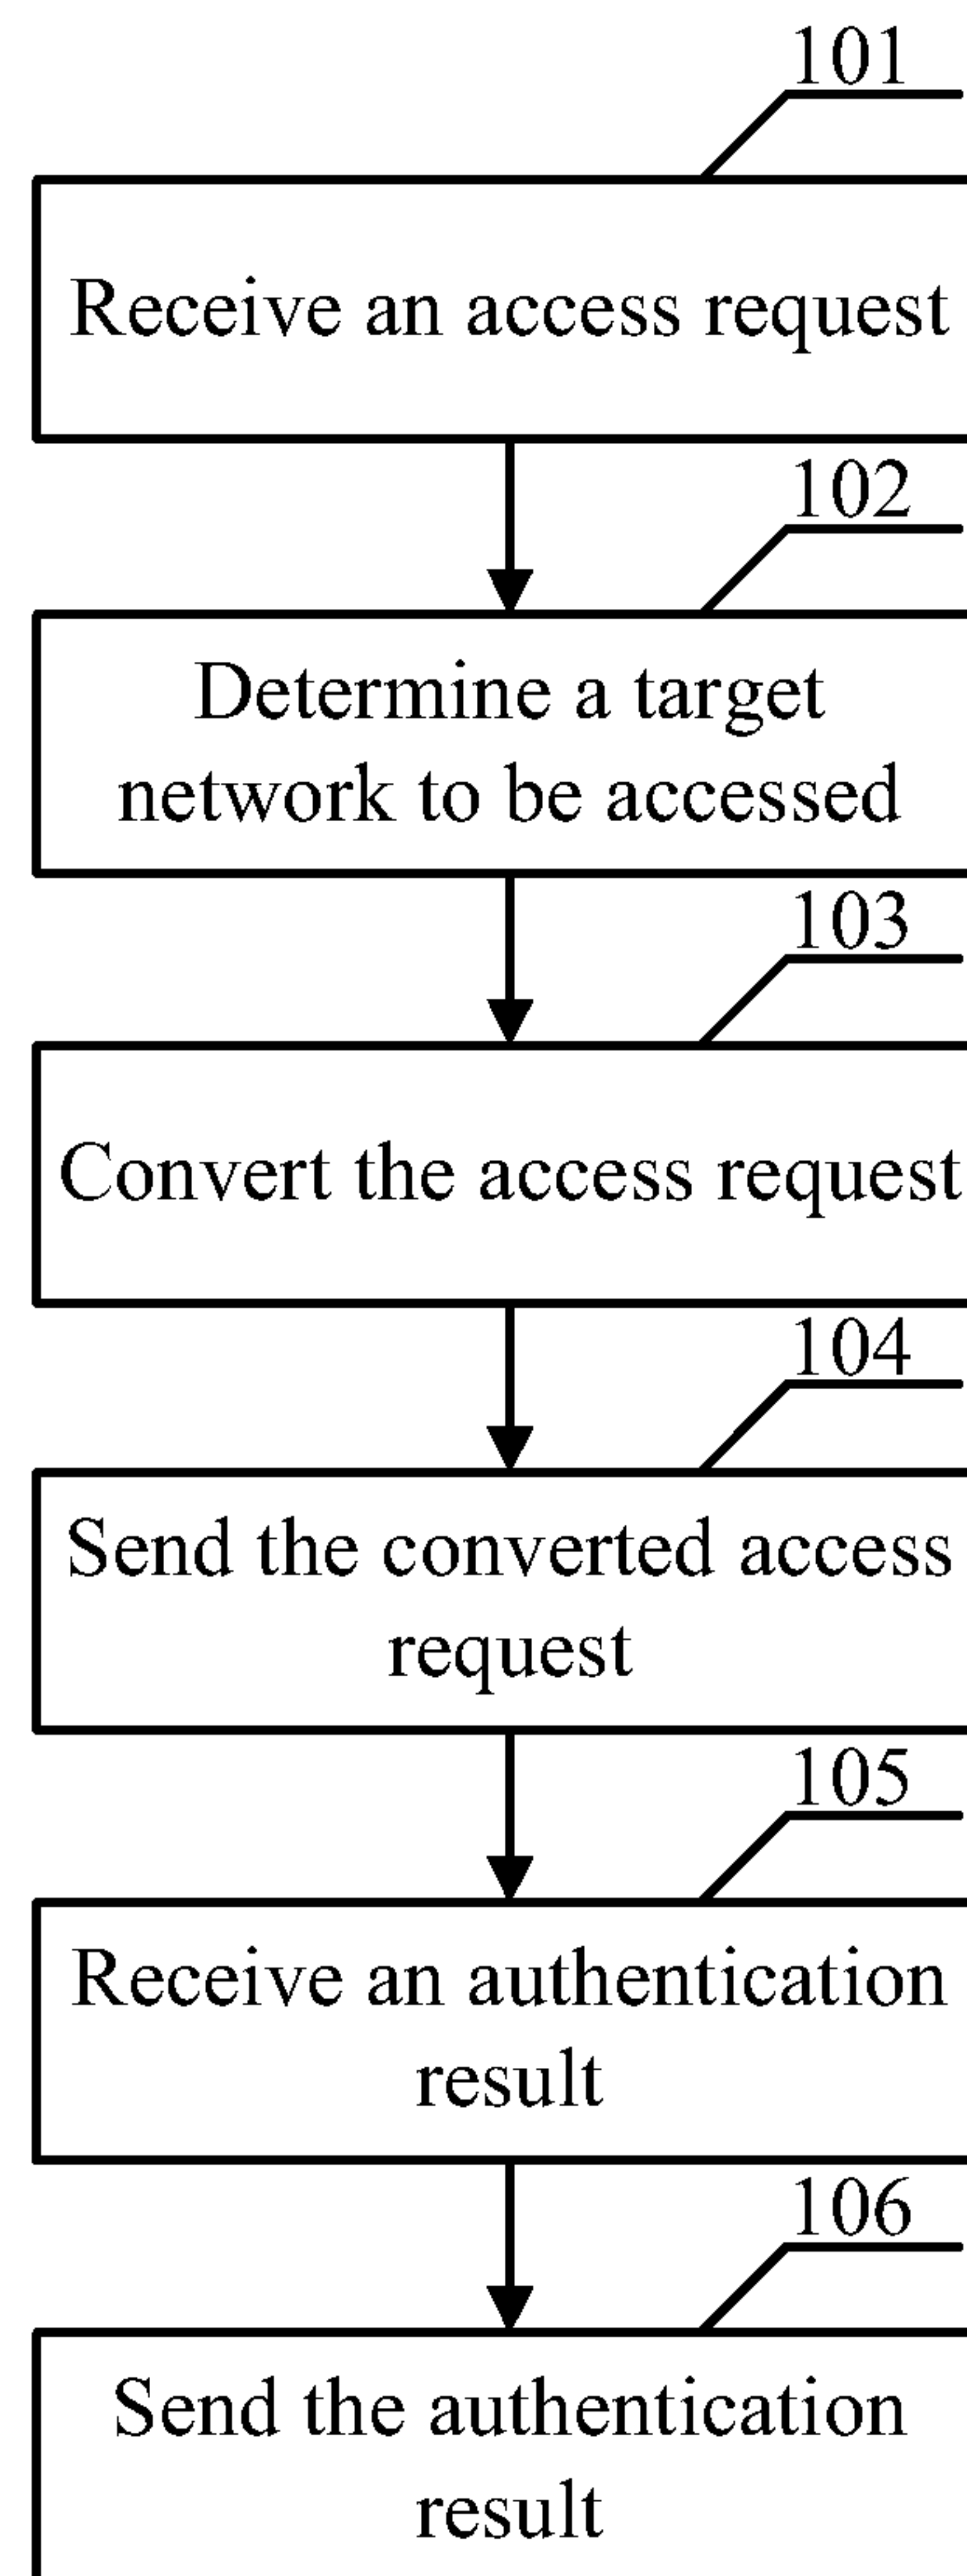 101
Receive an access request
102
Determine a target
network to be accessed
103
Convert the access request
104
Send the converted access
request
105
Receive an authentication
result
106
Send the authentication
result